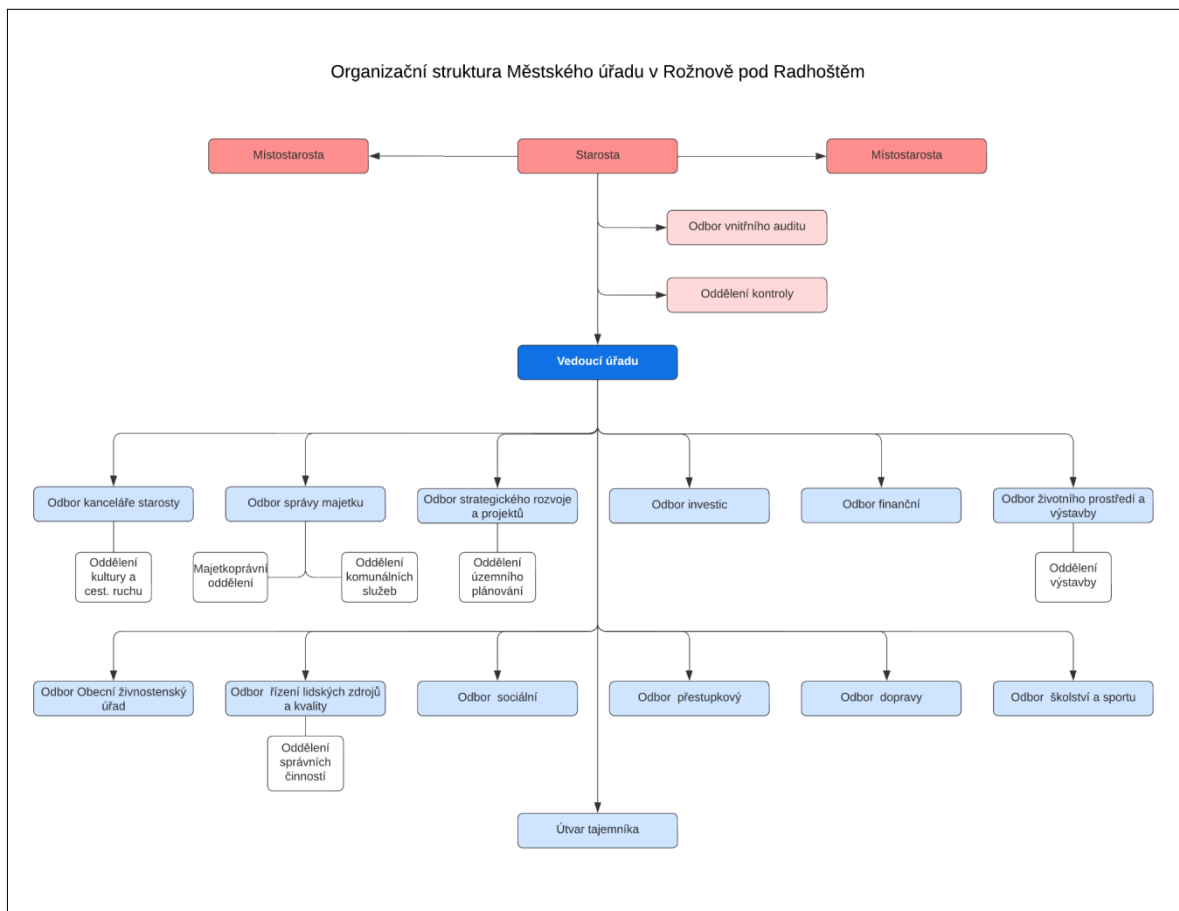 Organizační struktura Městského úřadu v Rožnově pod Radhoštěm
Místostarosta
Starosta
Místostarosta
Odbor vnitřního auditu
Oddělení kontroly
Vedoucí úřadu
Odbor kanceláře starosty
Odbor správy majetku
Odbor strategického rozvoje
a projektů
Odbor investic
Odbor finanční
Odbor životního prostředí a
výstavby
Oddělení
kultury a
cest. ruchu
Majetkoprávní
oddělení
Oddělení
komunálních
služeb
Oddělení
územního
plánování
Oddělení
výstavby
Odbor Obecní živnostenský
úřad
Odbor řízení lidských zdrojů
a kvality
Odbor sociální
Odbor přestupkový
Odbor dopravy
Odbor školství a sportu
Oddělení
správních
činností
Útvar tajemníka